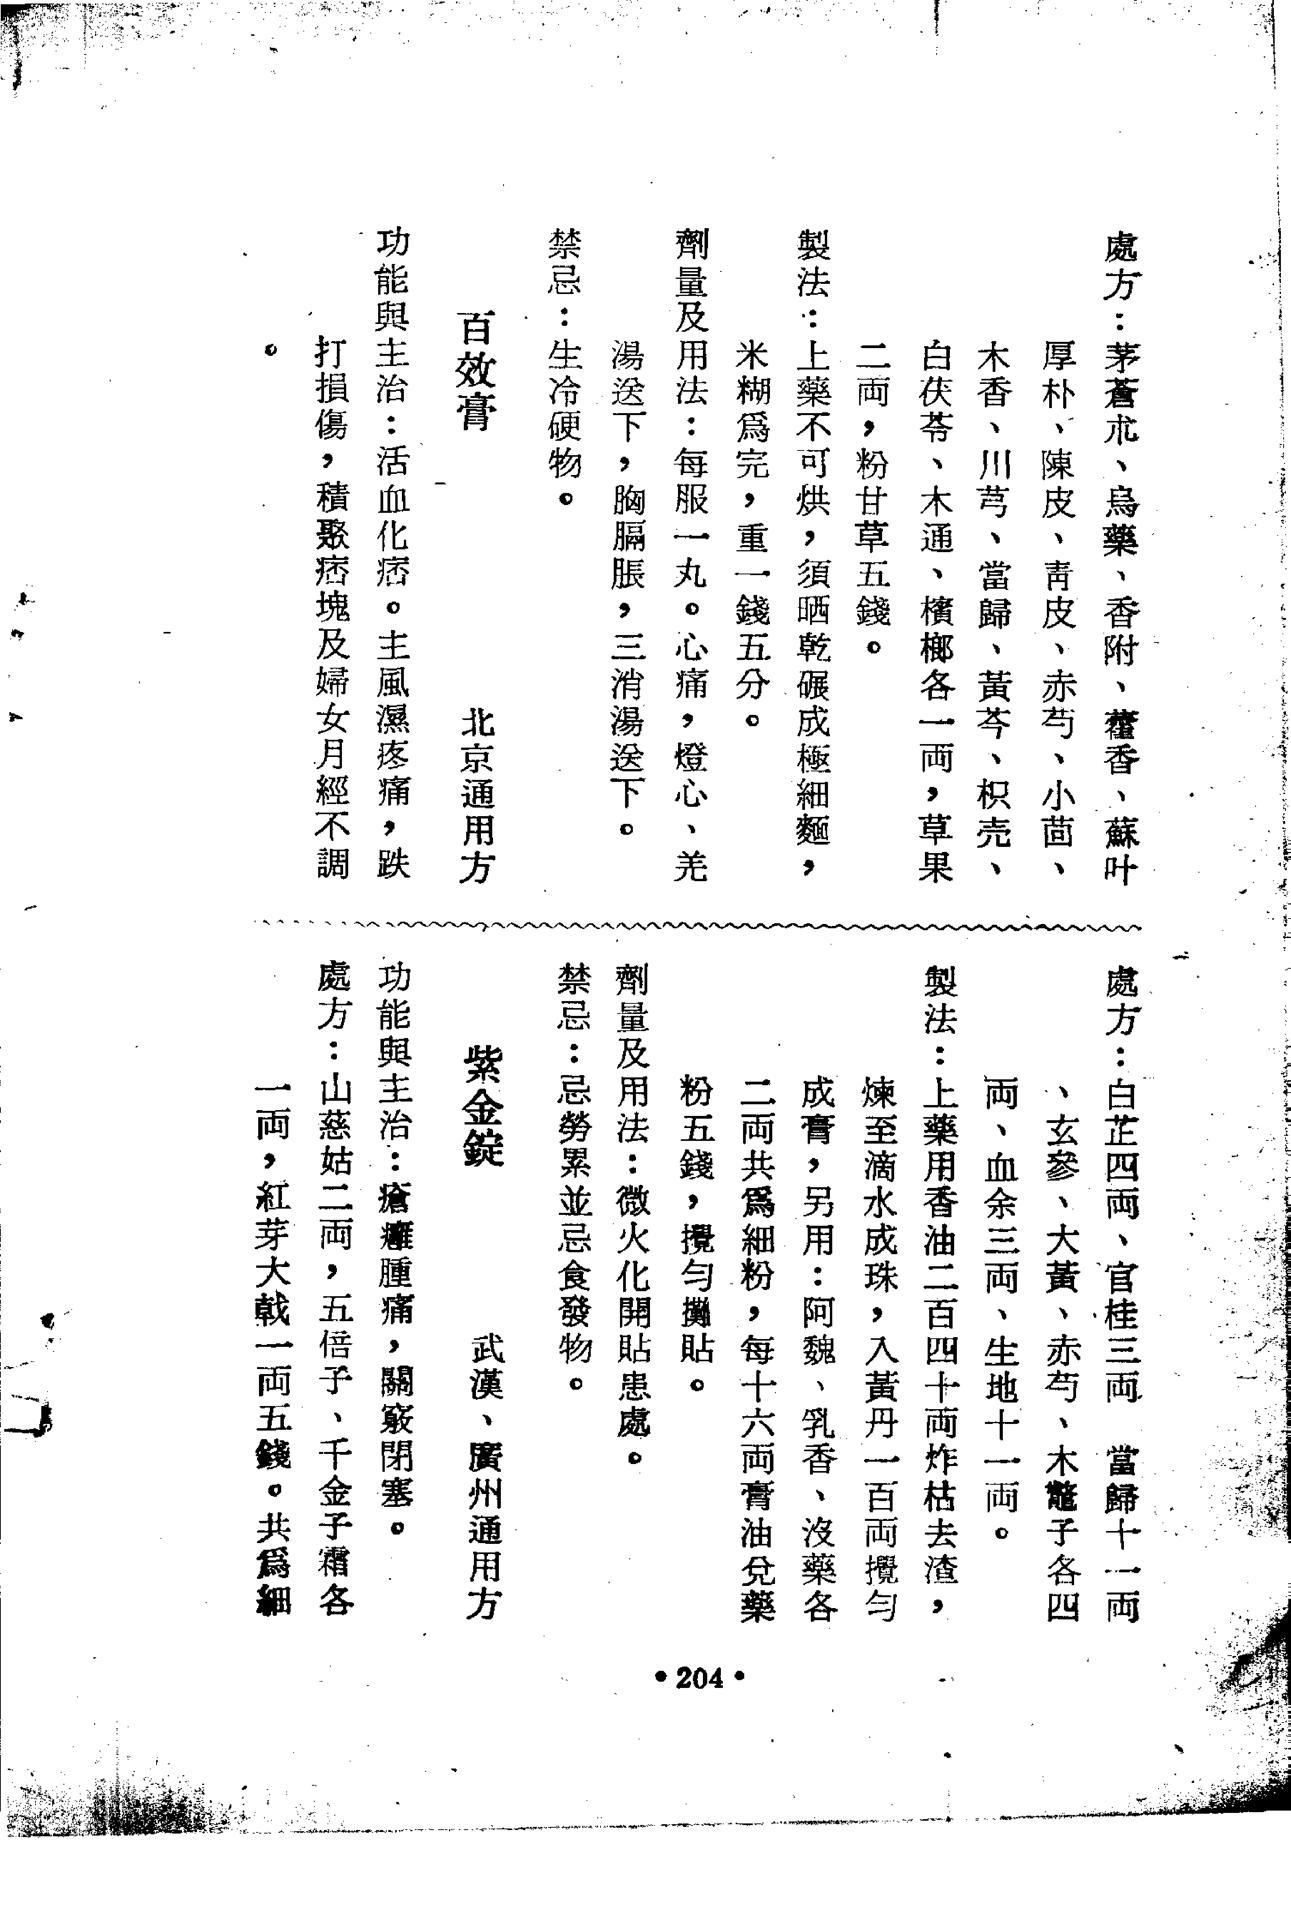 處方：茅蒼朮、烏藥、香附、藿香、蘇叶
厚朴、陳皮、靑皮、赤芍、小茴、
木香、川芎、當歸、黃芩、枳壳、
白茯苓、木通、檳榔各一両，草果
二両，粉甘草五錢。
製法：上藥不可烘，須晒乾碾成極細麵，
米糊爲完，重一錢五分。
劑量及用法：每服一丸。心痛，燈心、羌
湯送下，胸膈脹，三消湯送下。
禁忌：生冷硬物。
百效膏 北京通用方
功能與主治：活血化痞。主風濕疼痛，跌
打損傷，積聚痞塊及婦女月經不調
。
處方：白芷四両、官桂三両 當歸十一両
、玄參、大黃、赤芍、木鼈子各四
両、血余三両、生地十一両。
製法：上藥用香油二百四十両炸枯去渣，
煉至滴水成珠，入黃丹一百両攪勻
成膏，另用：阿魏、乳香、沒藥各
二両共爲細粉，每十六両膏油兌藥
粉五錢，攪勻攤貼。
劑量及用法：微火化開貼患處。
禁忌：忌勞累並忌食發物。
紫金錠 武漢、廣州通用方
功能與主治：瘡癰腫痛，關竅閉塞。
處方：山慈姑二両，五倍子、千金子霜各
一両，紅芽大戟一両五錢。共爲細
•204•